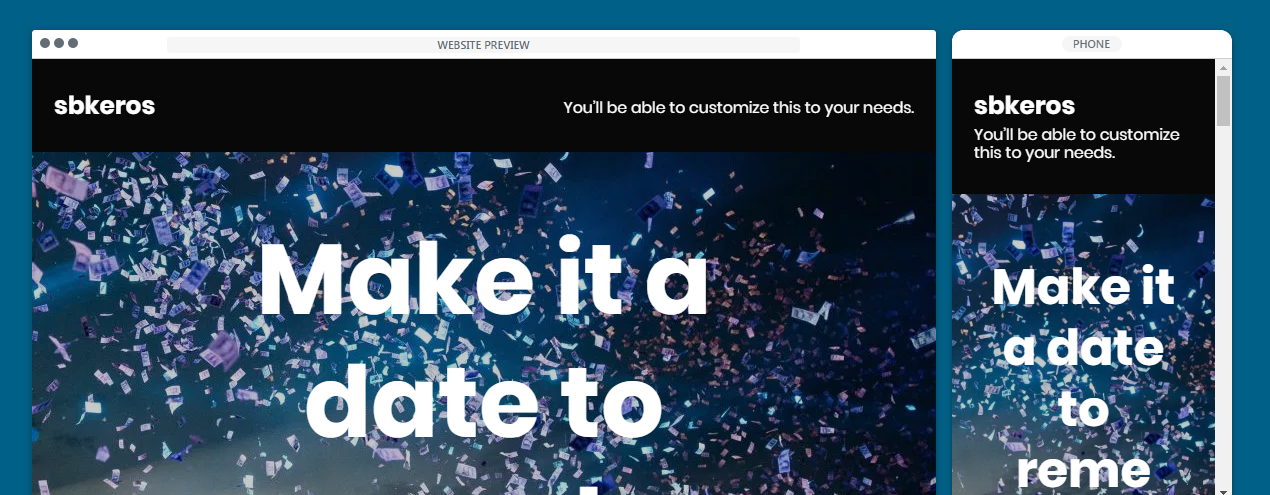 WEBSITE PREVIEW
sbkeros
You'll be able to customize this to your needs.
Make it a
date to
PHONE
sbkeros
You'll be able to customize
this to your needs.
Make it
a date
to
reme